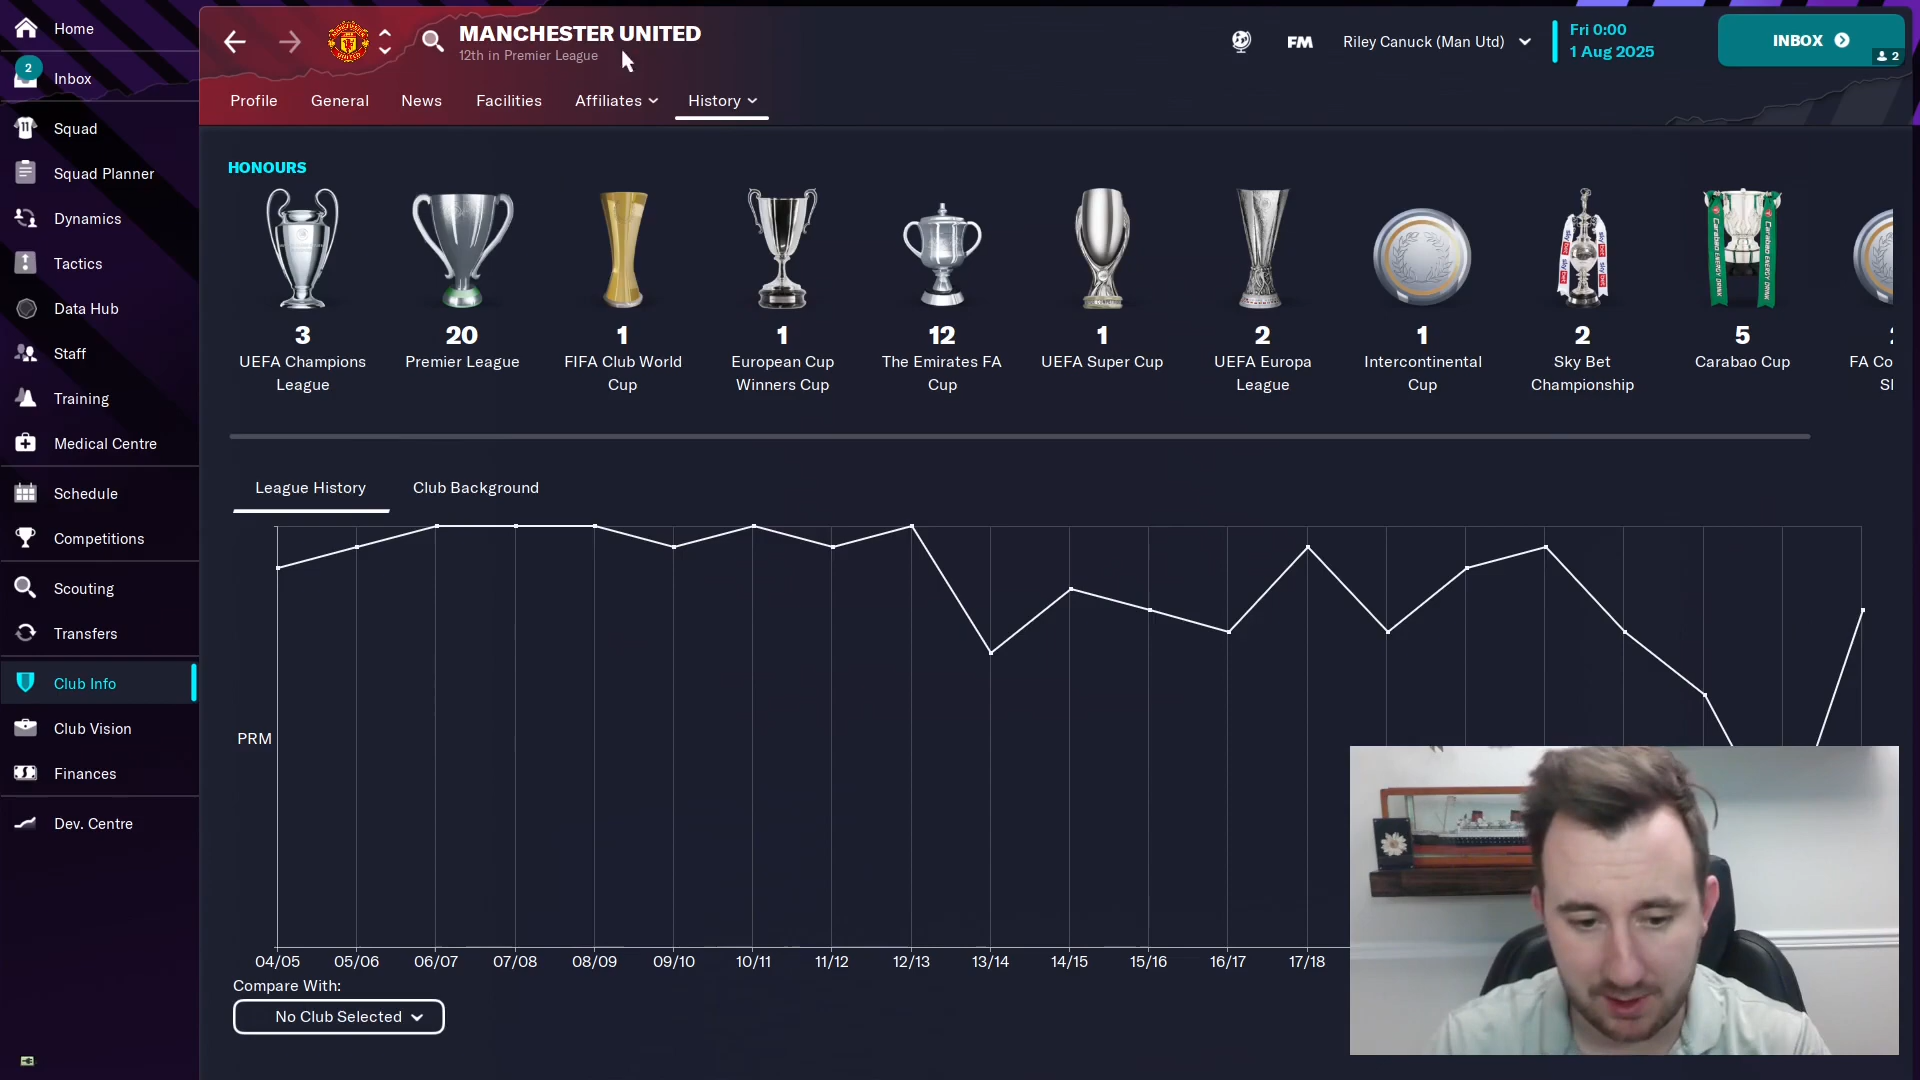 Home
2
Inbox
Squad
Squad Planner
Dynamics
Tactics
Data Hub
Staff
Training
Medical Centre
Schedule
Competitions
Scouting
Transfers
Club Info
Club Vision
Finances
Dev. Centre
MANCHESTER UNITED
12th in Premier League
FM
Riley Canuck (Man Utd)
Fri 0:00
1 Aug 2025
INBOX
2
Profile
General
News
Facilities
Affiliates
History
HONOURS
3
UEFA Champions
League
20
Premier League
1
FIFA Club World
Cup
1
European Cup
Winners Cup
12
The Emirates FA
Cup
1
UEFA Super Cup
2
UEFA Europa
League
1
Intercontinental
Cup
2
Sky Bet
Championship
5
Carabao Cup
FA Co
League History
Club Background
PRM
04/05
05/06
06/07
07/08
08/09
09/10
10/11
11/12
12/13
13/14
14/15
15/16
16/17
17/18
Compare With:
No Club Selected